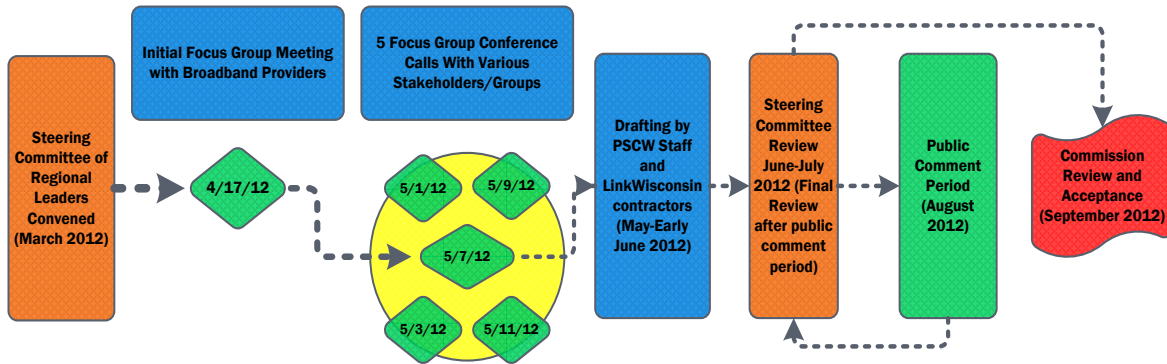 Steering
Committee of
Regional
Leaders
Convened
(March 2012)
Initial Focus Group Meeting
with Broadband Providers
4/17/12
5 Focus Group Conference
Calls With Various
Stakeholders/Groups
5/1/12
5/9/12
5/7/12
5/3/12
5/11/12
Drafting by
PSCW Staff
and
LinkWisconsin
contractors
(May-Early
June 2012)
Steering
Committee
Review
June-July
2012 (Final
Review
after public
comment
period)
Public
Comment
Period
(August
2012)
Commission
Review and
Acceptance
(September 2012)